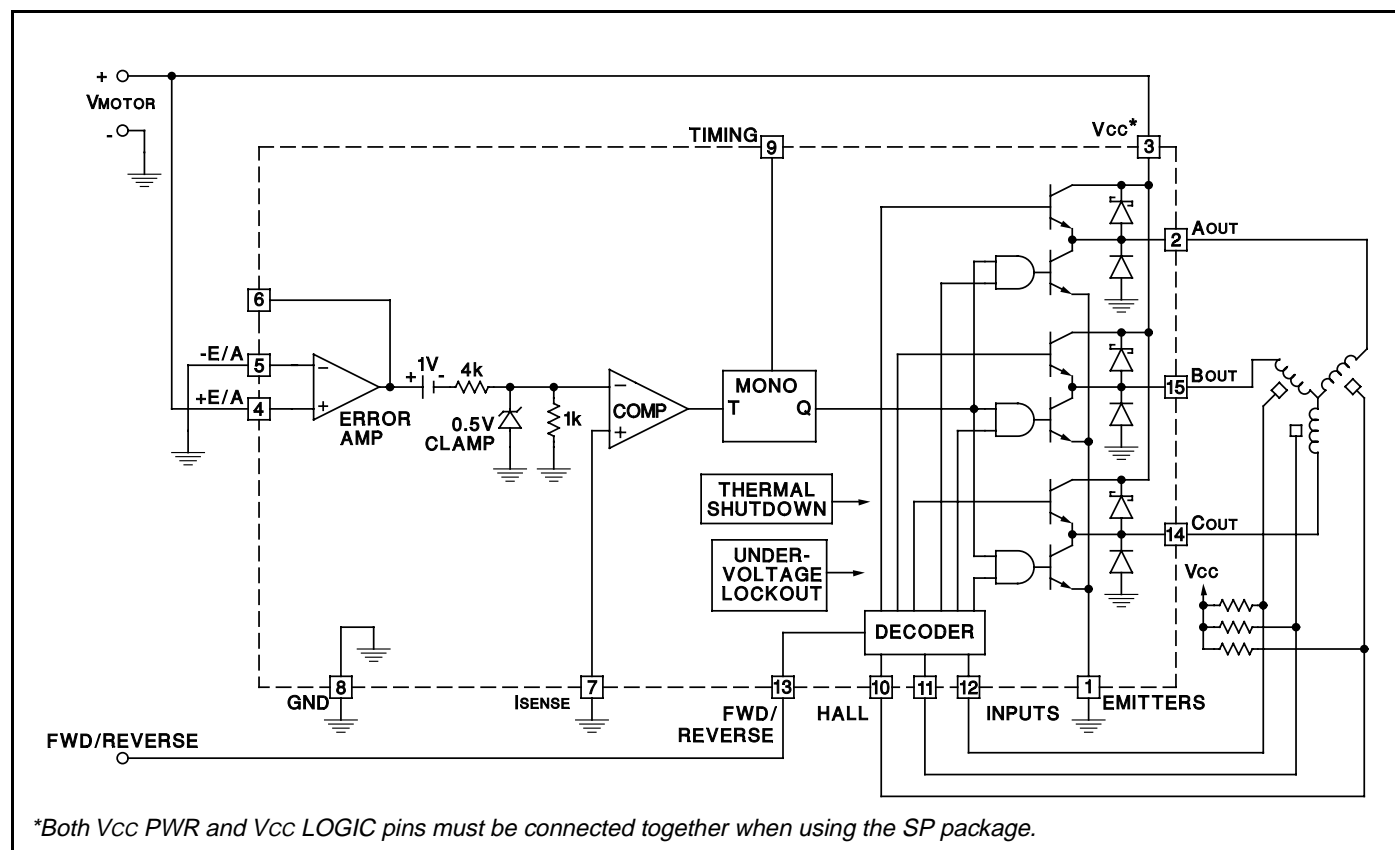 +
VMOTOR
-
TIMING
9
Vcc*
3
AOUT
2
6
-E/A
5
+E/A
4
-
+
ERROR
AMP
1V
+
-
4k
0.5V
CLAMP
1k
-
COMP
+
MONO
T
Q
BOUT
15
THERMAL
SHUTDOWN
UNDER-
VOLTAGE
LOCKOUT
COUT
14
Vcc
DECODER
GND
8
ISENSE
7
13
FWD/
REVERSE
HALL
10
11
12
INPUTS
1
EMITTERS
FWD/REVERSE
*Both VCC PWR and VCC LOGIC pins must be connected together when using the SP package.